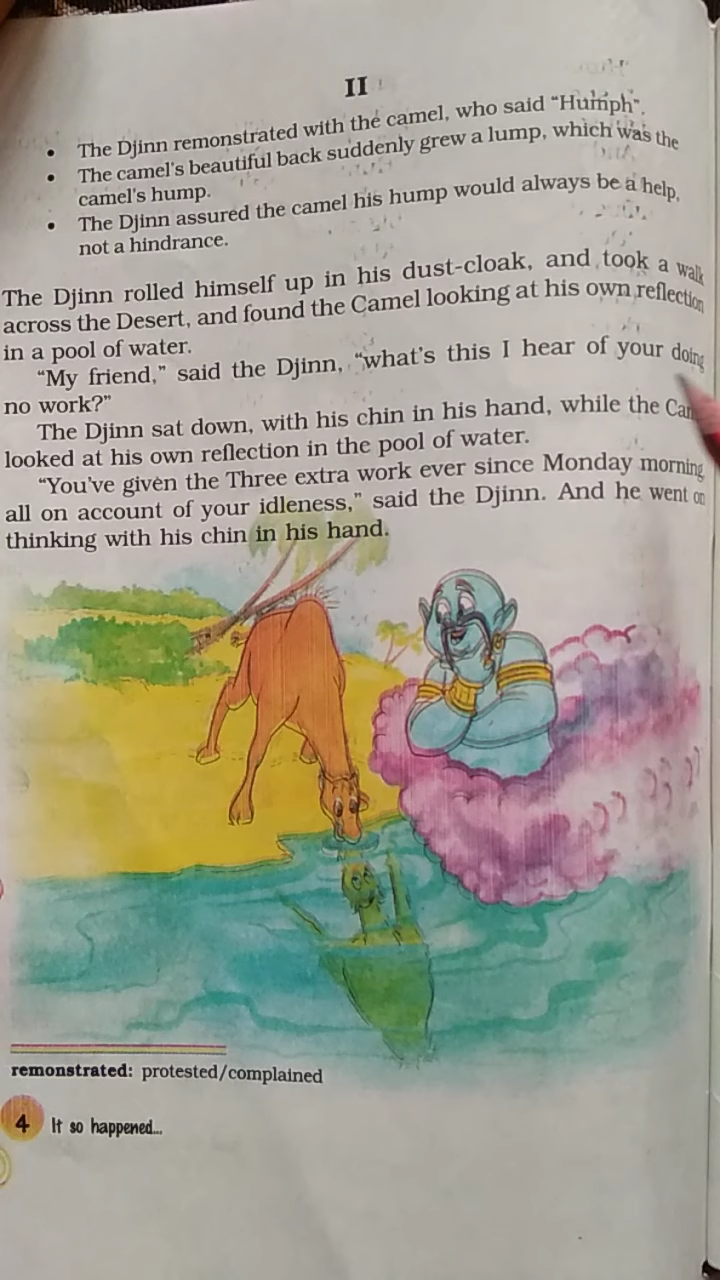 II
• The Djinn remonstrated with the camel, who said “Humph”.
• The camel's beautiful back suddenly grew a lump, which was the
camel's hump.
• The Djinn assured the camel his hump would always be a help,
not a hindrance.
The Djinn rolled himself up in his dust-cloak, and took a walk
across the Desert, and found the Camel looking at his own reflection
in a pool of water.
“My friend,” said the Djinn, “what's this I hear of your doing
no work?”
The Djinn sat down, with his chin in his hand, while the
looked at his own reflection in the pool of water.
“You've given the Three extra work ever since Monday morning
all on account of your idleness,” said the Djinn. And he went on
thinking with his chin in his hand.
remonstrated: protested/complained
4 It so happened...